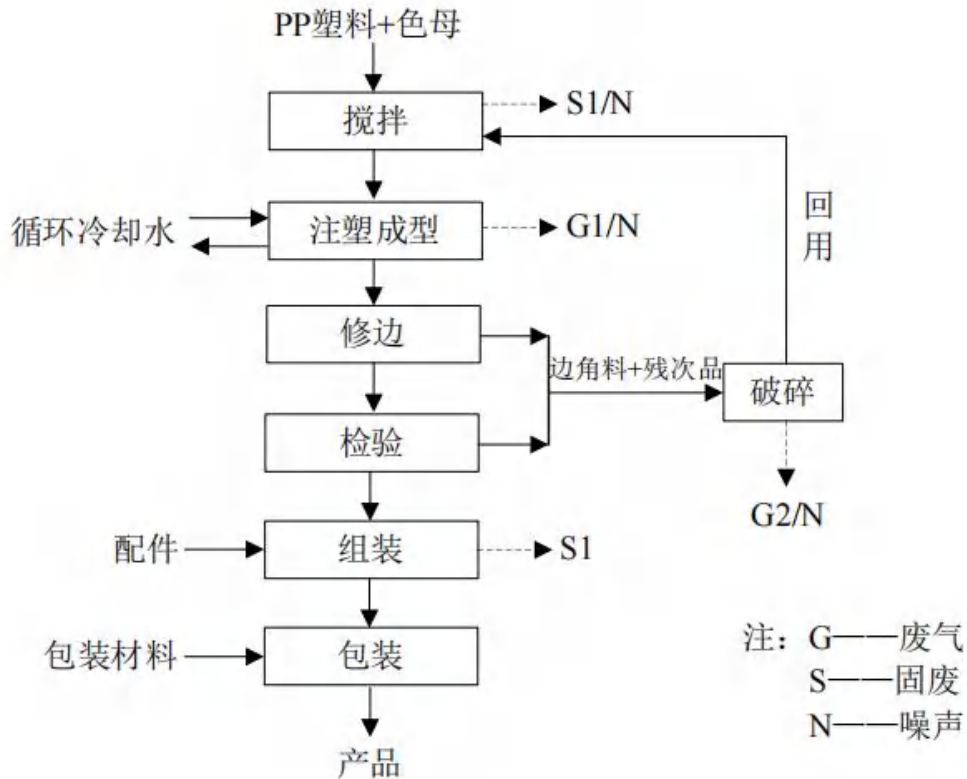 PP塑料+色母
搅拌
S1/N
循环冷却水
注塑成型
G1/N
回用
修边
边角料+残次品
破碎
检验
G2/N
配件
组装
S1
包装材料
包装
产品
注：G——废气
S——固废
N——噪声